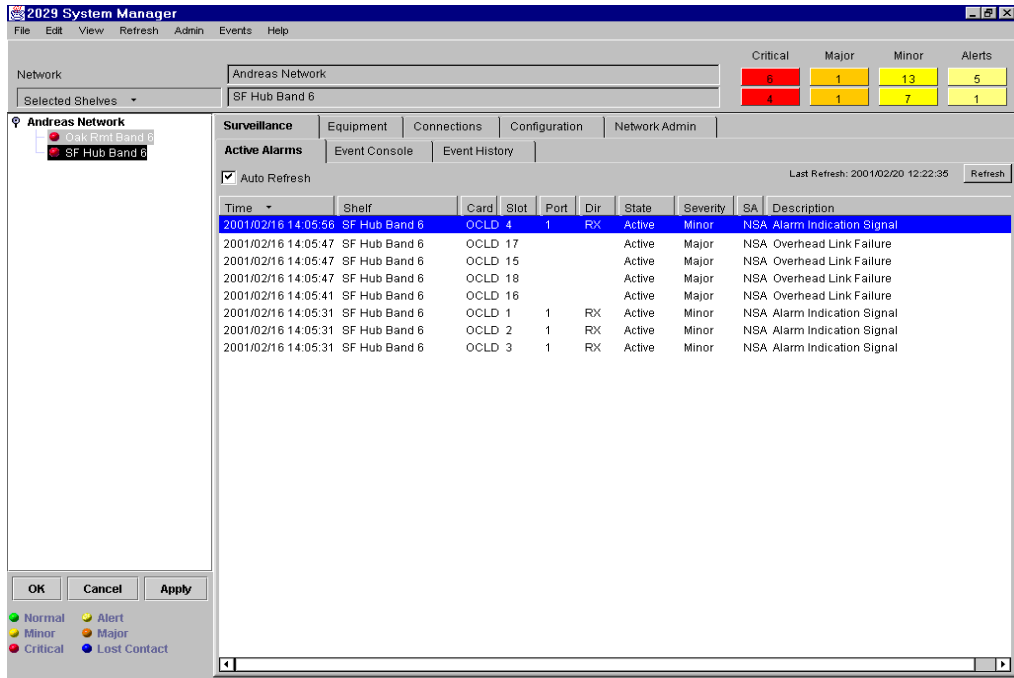 2029 System Manager
File Edit View Refresh Admin Events Help
Critical Major Minor Alerts
Network Andreas Network 6 1 13 5
Selected Shelves SF Hub Band 6 4 1 7 1
Andreas Network
Oak Rmt Band 6
SF Hub Band 6
Surveillance Equipment Connections Configuration Network Admin
Active Alarms Event Console Event History
Auto Refresh Last Refresh: 2001/02/20 12:22:35 Refresh
Time Shelf Card Slot Port Dir State Severity SA Description
2001/02/16 14:05:56 SF Hub Band 6 OCLD 4 1 RX Active Minor NSA Alarm Indication Signal
2001/02/16 14:05:47 SF Hub Band 6 OCLD 17 Active Major NSA Overhead Link Failure
2001/02/16 14:05:47 SF Hub Band 6 OCLD 15 Active Major NSA Overhead Link Failure
2001/02/16 14:05:47 SF Hub Band 6 OCLD 18 Active Major NSA Overhead Link Failure
2001/02/16 14:05:41 SF Hub Band 6 OCLD 16 Active Major NSA Overhead Link Failure
2001/02/16 14:05:31 SF Hub Band 6 OCLD 1 1 RX Active Minor NSA Alarm Indication Signal
2001/02/16 14:05:31 SF Hub Band 6 OCLD 2 1 RX Active Minor NSA Alarm Indication Signal
2001/02/16 14:05:31 SF Hub Band 6 OCLD 3 1 RX Active Minor NSA Alarm Indication Signal
OK Cancel Apply
Normal Alert
Minor Major
Critical Lost Contact